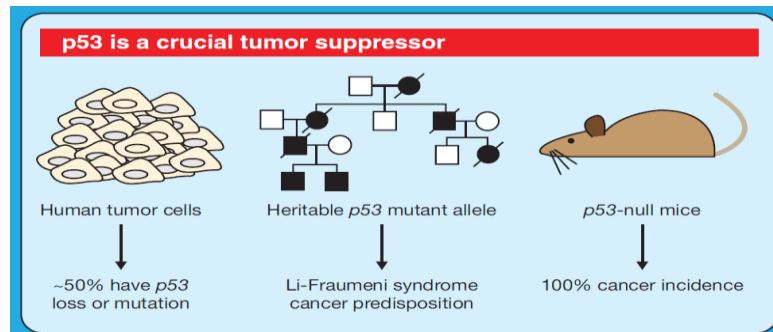 p53 is a crucial tumor suppressor
Human tumor cells
~50% have p53
loss or mutation
Heritable p53 mutant allele
Li-Fraumeni syndrome
cancer predisposition
p53-null mice
100% cancer incidence